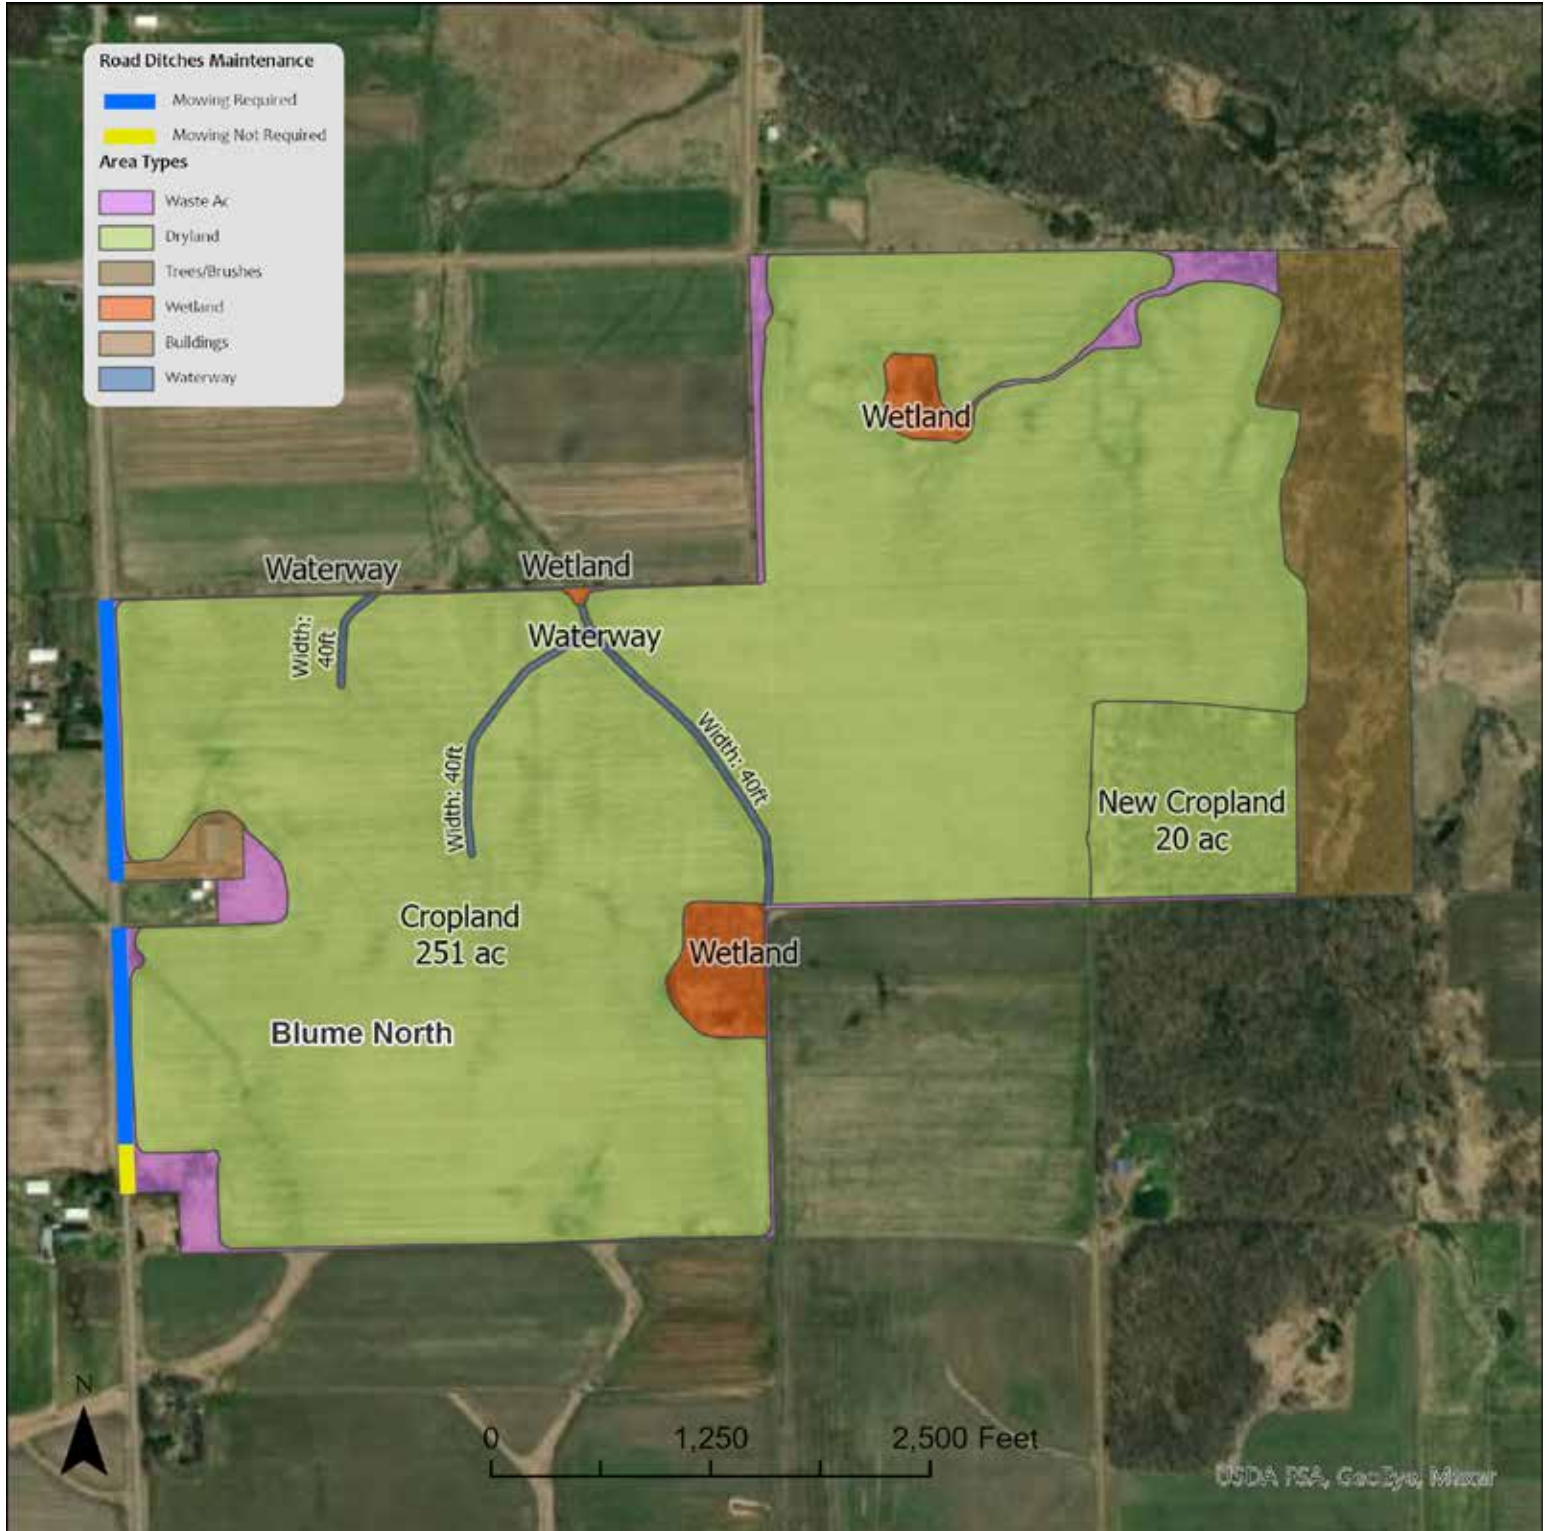 Road Ditches Maintenance
Mowing Required
Mowing Not Required
Area Types
Waste Ac
Dryland
Trees/Brushes
Wetland
Buildings
Waterway
Wetland
Waterway
Wetland
Width:
40ft
Waterway
Width: 40ft
Width: 40ft
New Cropland
20 ac
Cropland
251 ac
Wetland
Blume North
N
0
1,250
2,500 Feet
USDA FSA, GeoEye, Maxar